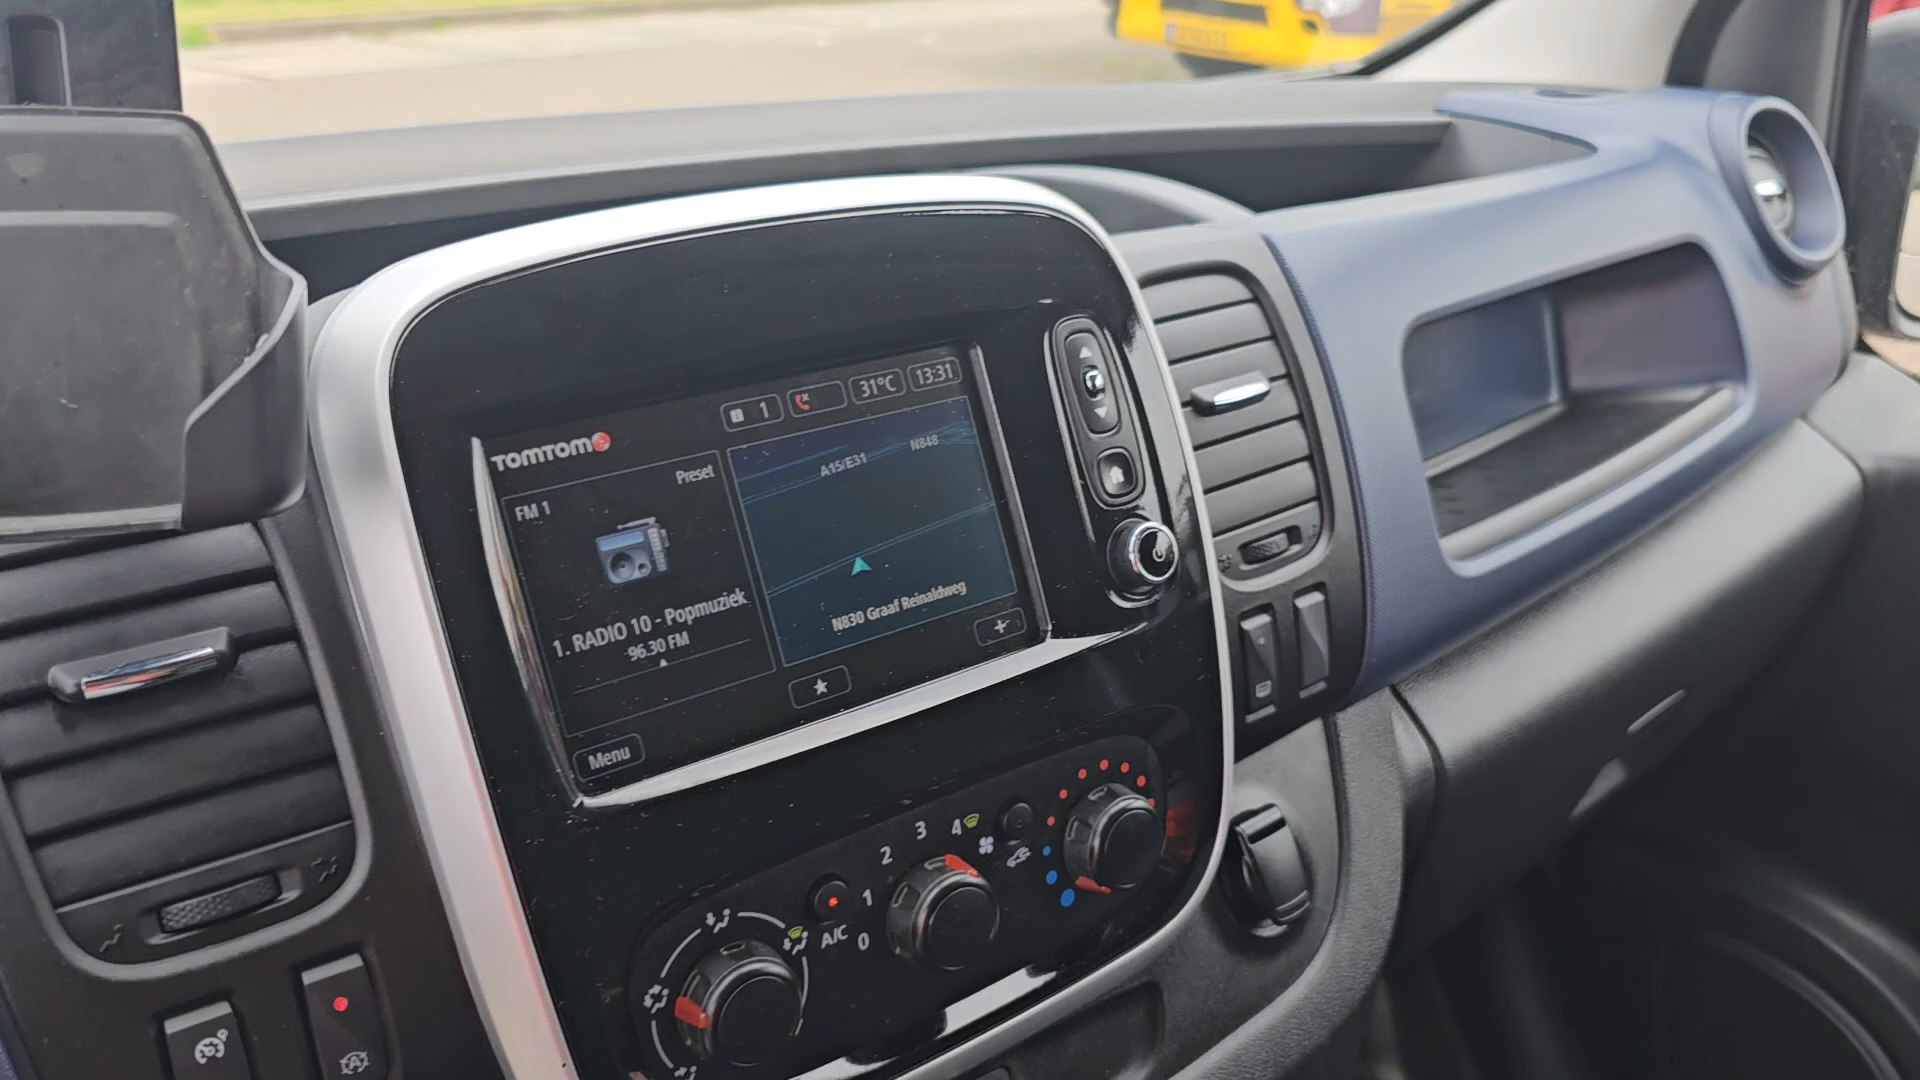 1
31°C
13:31
TOMTOM
Preset
FM 1
N848
A15/E31
1. RADIO 10 - Popmuziek
96.30 FM
N830 Graaf Reinaldweg
+
Menu
0
1
2
3
4
A/C
A